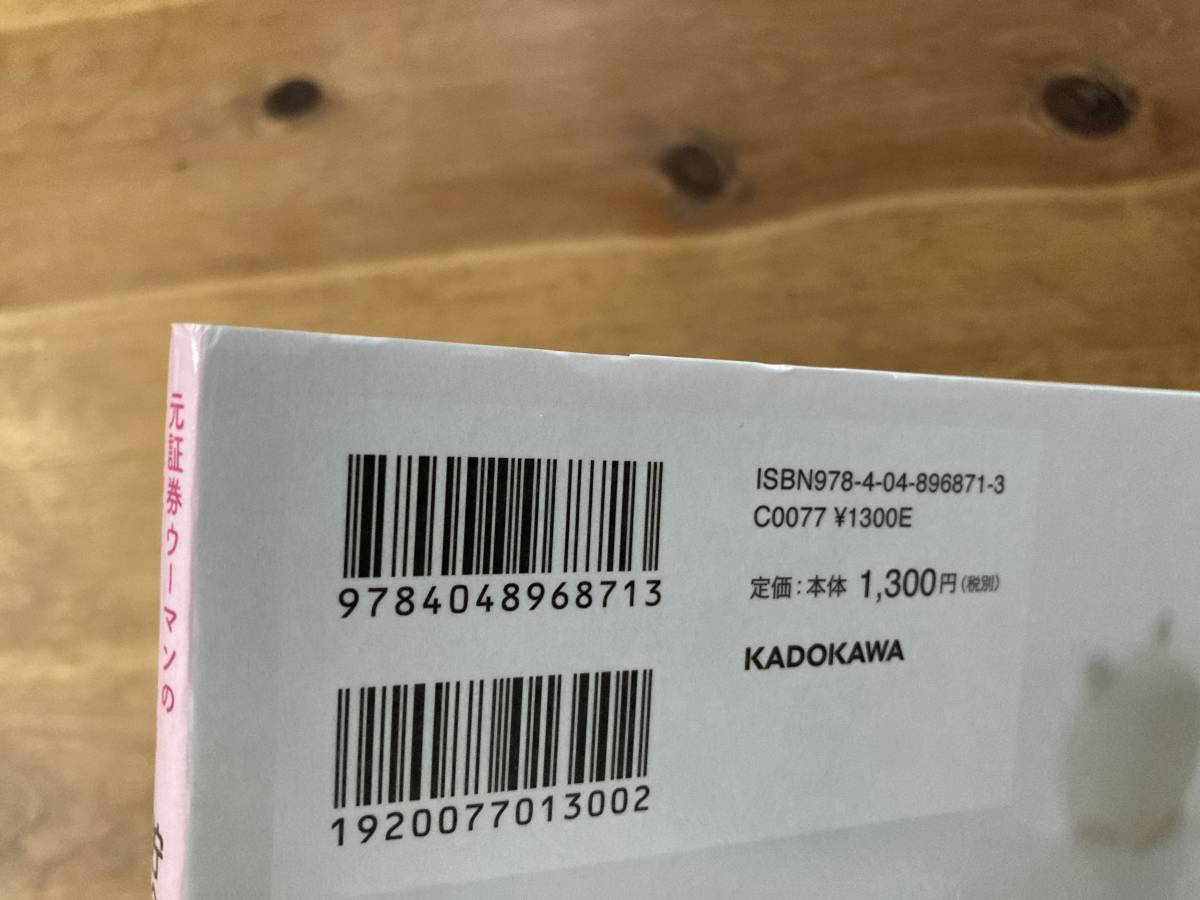 元証券ウーマンの
9784048968713
1920077013002
ISBN978-4-04-896871-3
C0077 ¥1300E
定価：本体 1,300円（税別）
KADOKAWA